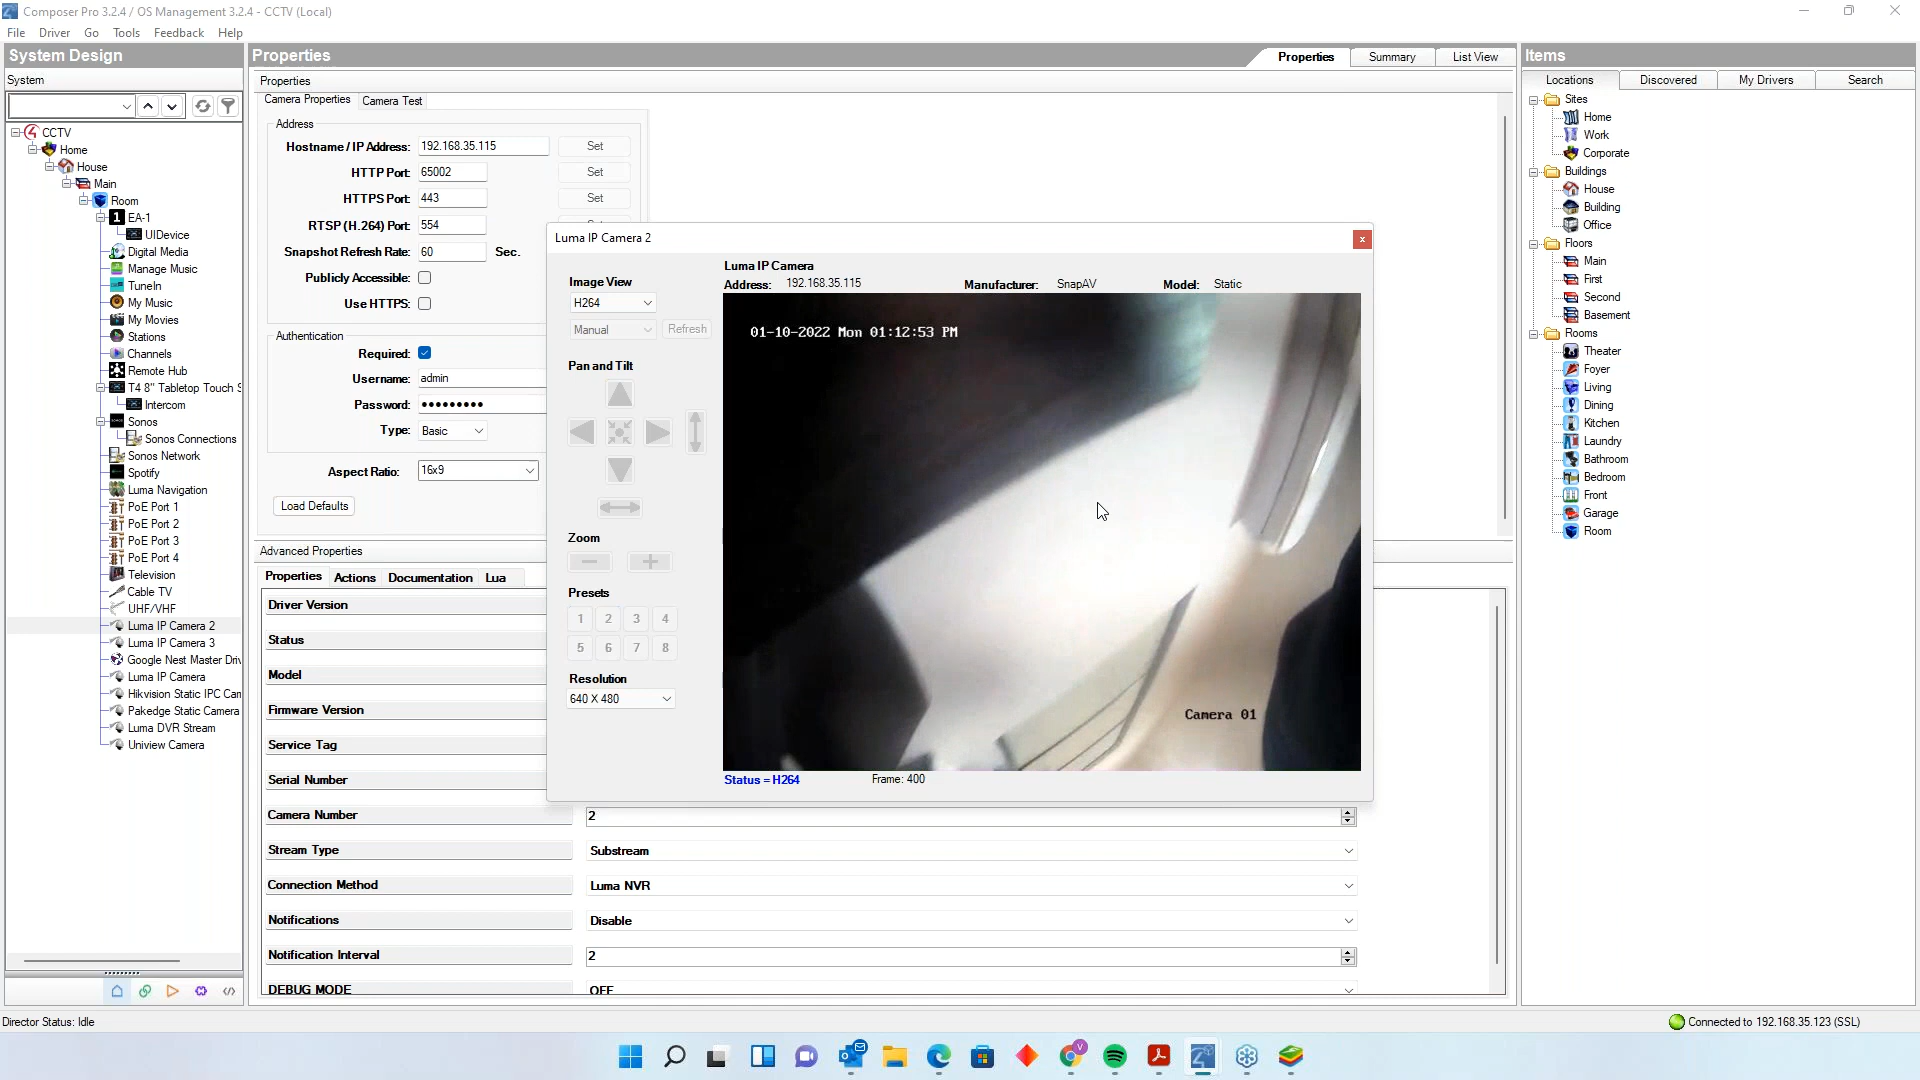 Composer Pro 3.2.4 / OS Management 3.2.4 - CCTV (Local)
File Driver Go Tools Feedback Help
System Design
System
CCTV
Home
House
Main
Room
1 EA-1
UIDevice
Digital Media
Manage Music
TuneIn
My Music
My Movies
Stations
Channels
Remote Hub
T4 8" Tabletop Touch S
Intercom
Sonos
Sonos Connections
Sonos Network
Spotify
Luma Navigation
PoE Port 1
PoE Port 2
PoE Port 3
PoE Port 4
Television
Cable TV
UHF/VHF
Luma IP Camera 2
Luma IP Camera 3
Google Nest Master Driv
Luma IP Camera
Hikvision Static IPC Cam
Pakedge Static Camera
Luma DVR Stream
Uniview Camera
Director Status: Idle
Properties
Properties Summary List View
Properties
Camera Properties Camera Test
Address
Hostname / IP Address: 192.168.35.115 Set
HTTP Port: 65002 Set
HTTPS Port: 443 Set
RTSP (H.264) Port: 554
Snapshot Refresh Rate: 60 Sec.
Publicly Accessible:
Use HTTPS:
Authentication
Required:
Username: admin
Password: •••••••••
Type: Basic
Aspect Ratio: 16x9
Load Defaults
Luma IP Camera 2
x
Image View
H264
Manual Refresh
Pan and Tilt
Zoom
Presets
1 2 3 4
5 6 7 8
Resolution
640 X 480
Luma IP Camera
Address: 192.168.35.115 Manufacturer: SnapAV Model: Static
01-10-2022 Mon 01:12:53 PM
Camera 01
Status = H264 Frame: 400
Advanced Properties
Properties Actions Documentation Lua
Driver Version
Status
Model
Firmware Version
Service Tag
Serial Number
Camera Number 2
Stream Type Substream
Connection Method Luma NVR
Notifications Disable
Notification Interval 2
DEBUG MODE OFF
Items
Locations Discovered My Drivers Search
Sites
Home
Work
Corporate
Buildings
House
Building
Office
Floors
Main
First
Second
Basement
Rooms
Theater
Foyer
Living
Dining
Kitchen
Laundry
Bathroom
Bedroom
Front
Garage
Room
Connected to 192.168.35.123 (SSL)